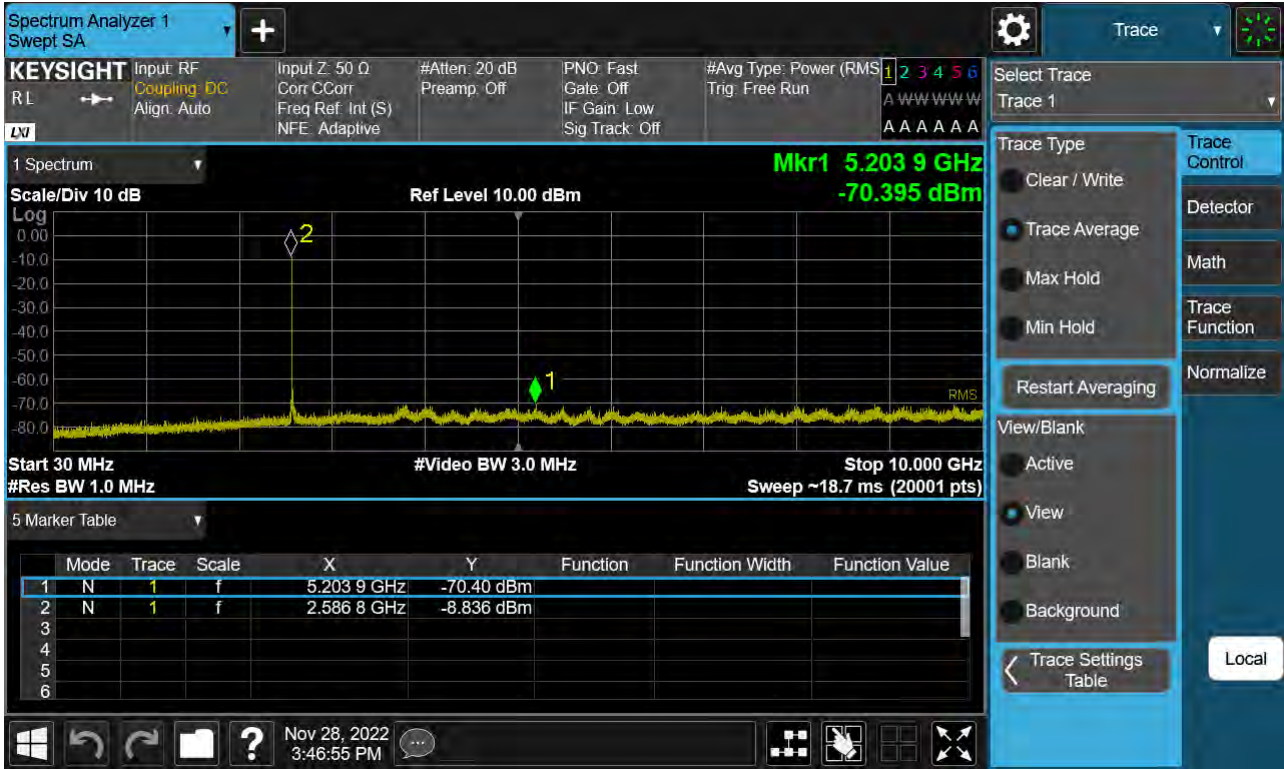 Spectrum Analyzer 1
Swept SA
Trace
KEYSIGHT
RL
LXI
Input: RF
Coupling: DC
Align: Auto
Input Z: 50 Ω
Corr CCorr
Freq Ref: Int (S)
NFE: Adaptive
#Atten: 20 dB
Preamp: Off
PNO: Fast
Gate: Off
IF Gain: Low
Sig Track: Off
#Avg Type: Power (RMS
Trig: Free Run
1 2 3 4 5 6
A W W W W W
A A A A A A
1 Spectrum
Mkr1 5.203 9 GHz
-70.395 dBm
Scale/Div 10 dB
Ref Level 10.00 dBm
Log
0.00
-10.0
-20.0
-30.0
-40.0
-50.0
-60.0
-70.0
-80.0
2
1
RMS
Start 30 MHz
#Video BW 3.0 MHz
Stop 10.000 GHz
#Res BW 1.0 MHz
Sweep ~18.7 ms (20001 pts)
5 Marker Table
Mode Trace Scale X Y Function Function Width Function Value
1 N 1 f 5.203 9 GHz -70.40 dBm
2 N 1 f 2.586 8 GHz -8.836 dBm
3
4
5
6
Nov 28, 2022
3:46:55 PM
Select Trace
Trace 1
Trace Type
Clear / Write
Trace Average
Max Hold
Min Hold
Restart Averaging
View/Blank
Active
View
Blank
Background
Trace Settings
Table
Trace
Control
Detector
Math
Trace
Function
Normalize
Local